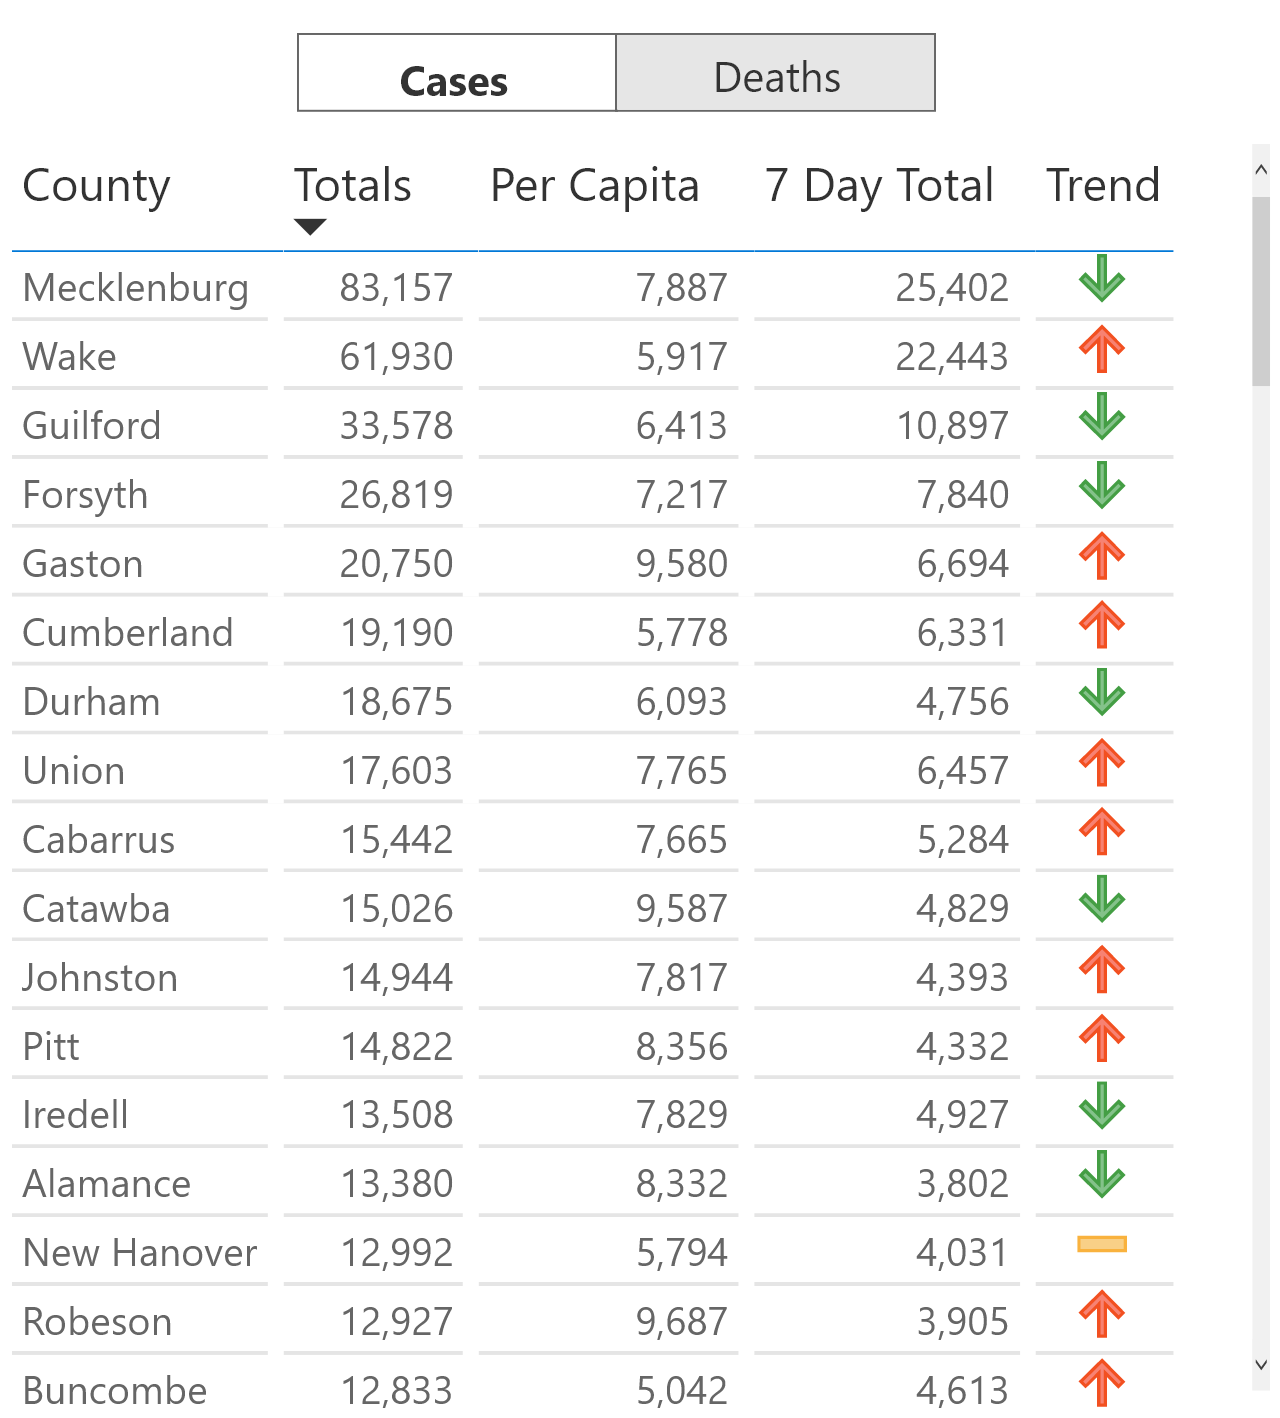 Cases Deaths
County Totals Per Capita 7 Day Total Trend
Mecklenburg 83,157 7,887 25,402
Wake 61,930 5,917 22,443
Guilford 33,578 6,413 10,897
Forsyth 26,819 7,217 7,840
Gaston 20,750 9,580 6,694
Cumberland 19,190 5,778 6,331
Durham 18,675 6,093 4,756
Union 17,603 7,765 6,457
Cabarrus 15,442 7,665 5,284
Catawba 15,026 9,587 4,829
Johnston 14,944 7,817 4,393
Pitt 14,822 8,356 4,332
Iredell 13,508 7,829 4,927
Alamance 13,380 8,332 3,802
New Hanover 12,992 5,794 4,031
Robeson 12,927 9,687 3,905
Buncombe 12,833 5,042 4,613